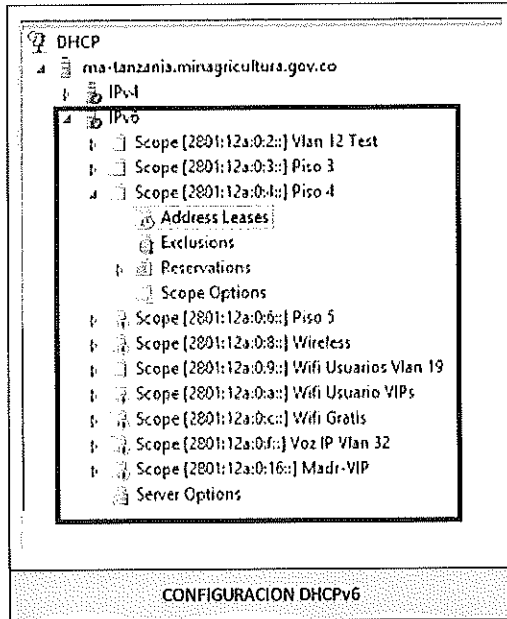 DHCP
ma-tanzania.minagricultura.gov.co
IPv4
IPv6
Scope [2801:12a:0:2::] Vlan 12 Test
Scope [2801:12a:0:3::] Piso 3
Scope [2801:12a:0:4::] Piso 4
Address Leases
Exclusions
Reservations
Scope Options
Scope [2801:12a:0:6::] Piso 5
Scope [2801:12a:0:8::] Wireless
Scope [2801:12a:0:9::] Wifi Usuarios Vlan 19
Scope [2801:12a:0:a::] Wifi Usuario VIPs
Scope [2801:12a:0:c::] Wifi Gratis
Scope [2801:12a:0:f::] Voz IP Vlan 32
Scope [2801:12a:0:16::] Madr-VIP
Server Options
CONFIGURACION DHCPv6